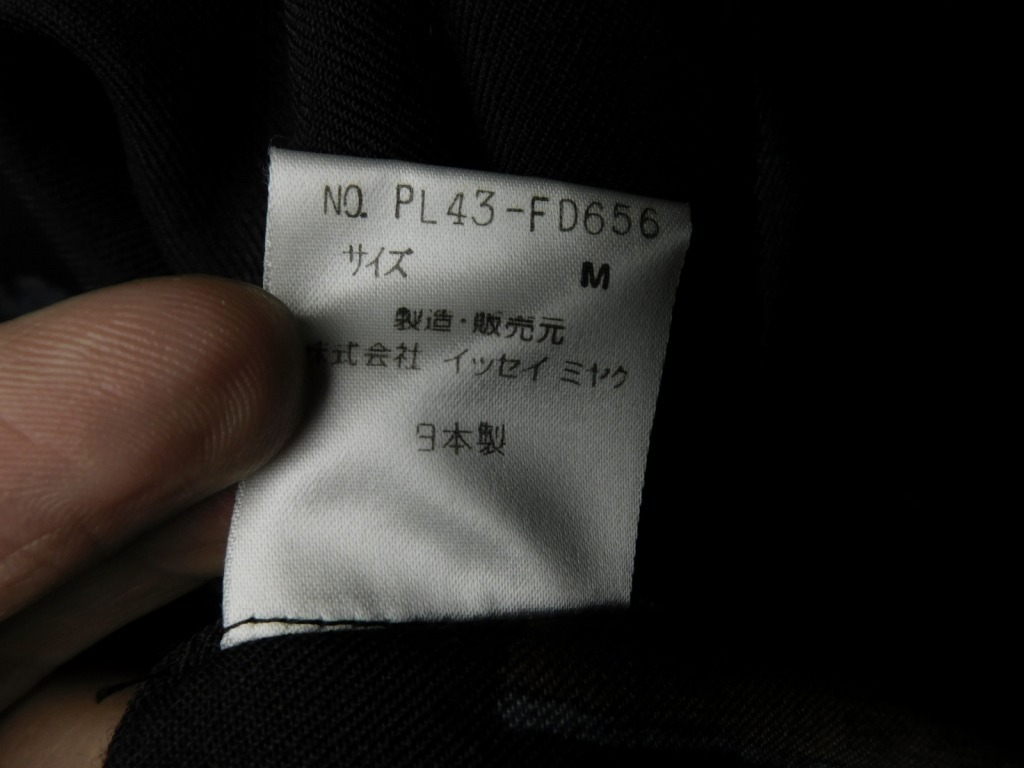 NO. PL43-FD656
サイズ M
製造・販売元
株式会社 イッセイ ミヤケ
日本製